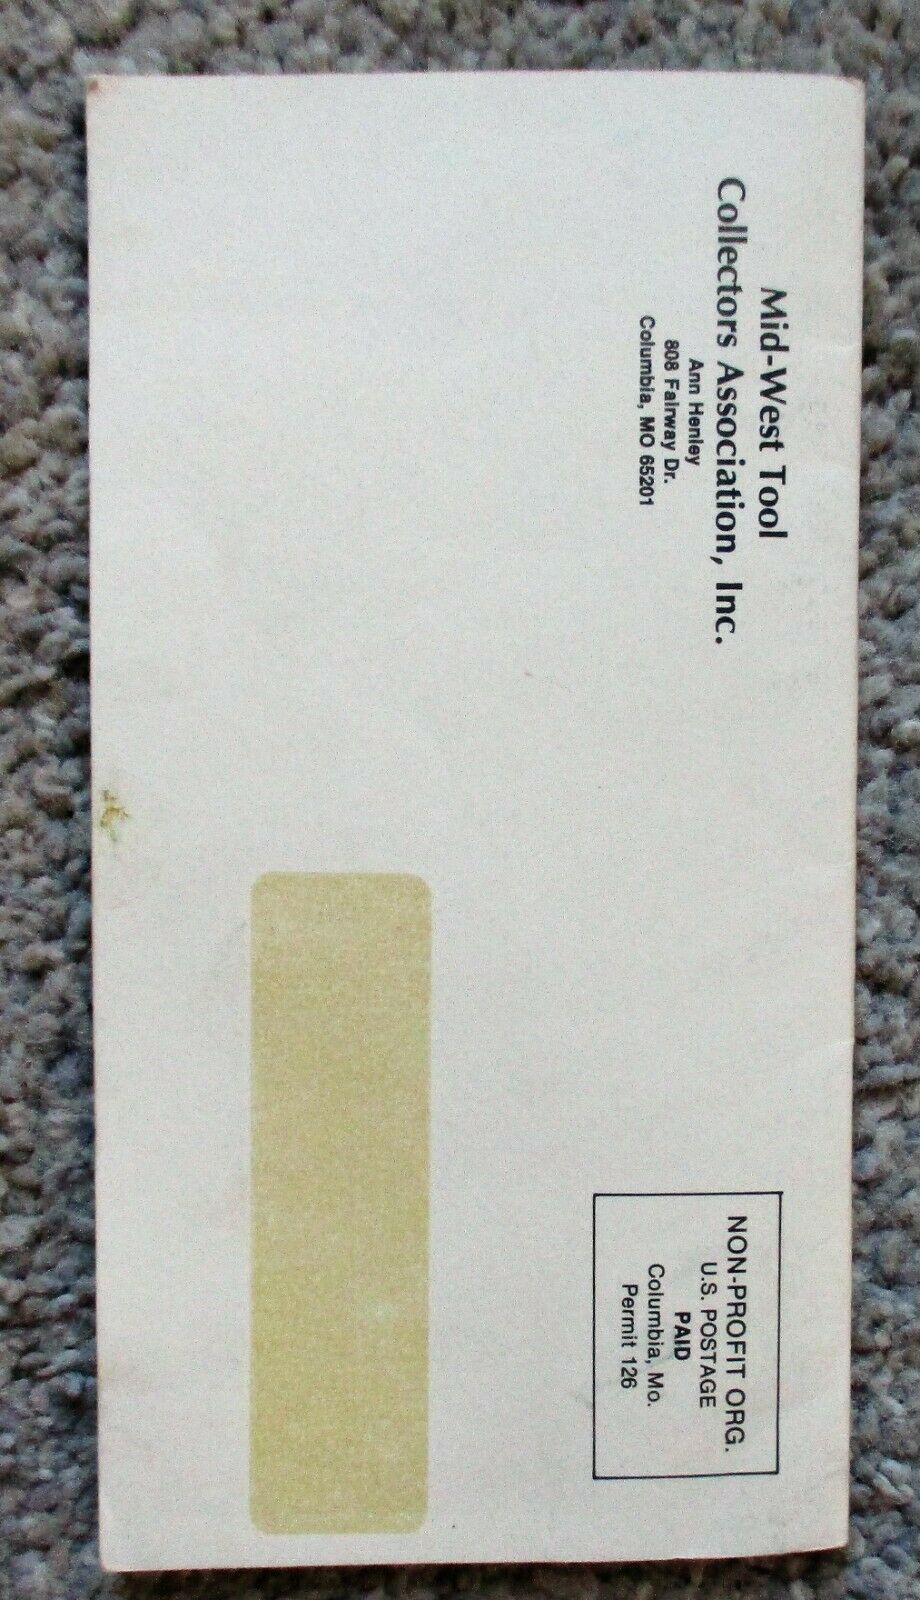 Mid-West Tool
Collectors Association, Inc.
Ann Henley
808 Fairway Dr.
Columbia, MO 65201
NON-PROFIT ORG.
U.S. POSTAGE
PAID
Columbia, Mo.
Permit 126